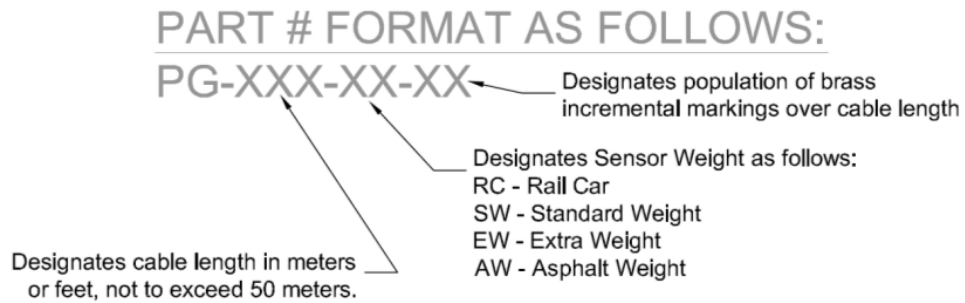 PART # FORMAT AS FOLLOWS:
PG-XXX-XX-XX
Designates population of brass
incremental markings over cable length
Designates Sensor Weight as follows:
RC - Rail Car
SW - Standard Weight
EW - Extra Weight
AW - Asphalt Weight
Designates cable length in meters
or feet, not to exceed 50 meters.